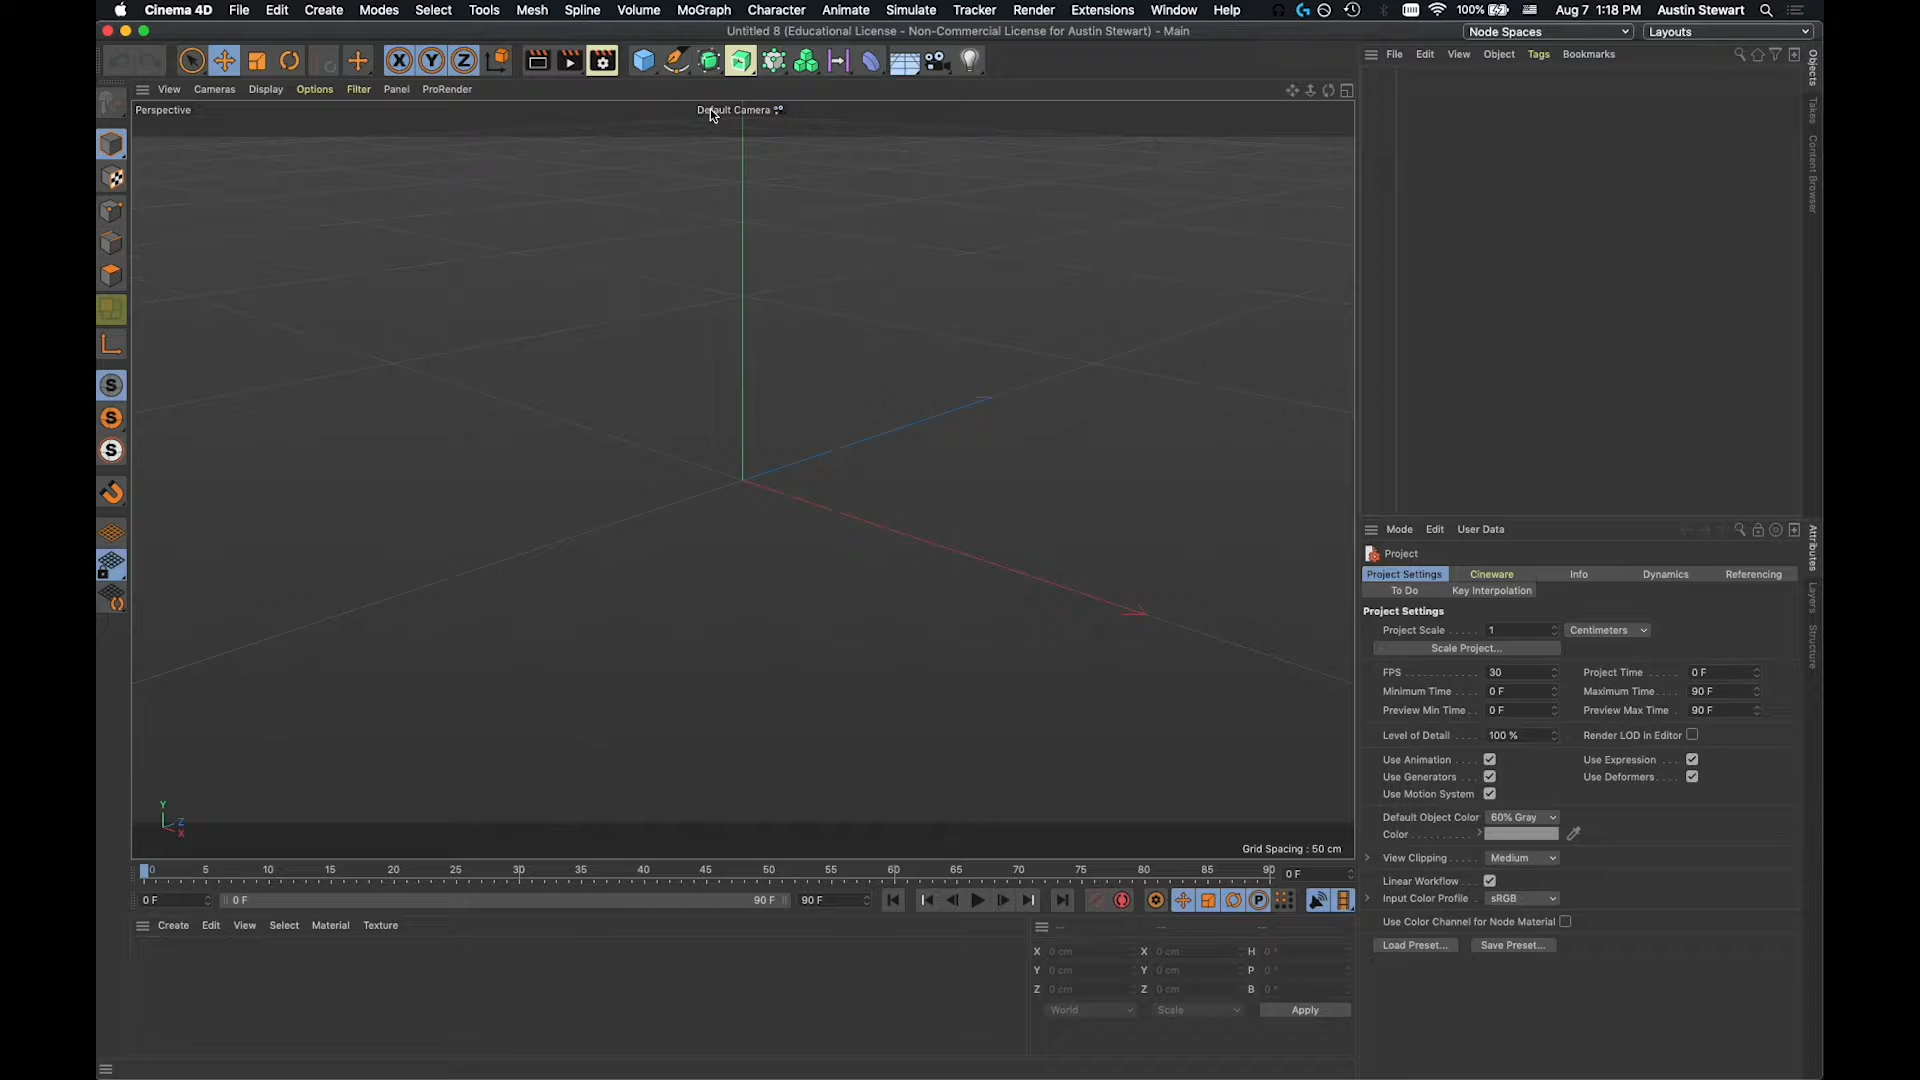 Cinema 4D File Edit Create Modes Select Tools Mesh Spline Volume MoGraph Character Animate Simulate Tracker Render Extensions Window Help 100% Aug 7 1:18 PM Austin Stewart
Untitled 8 (Educational License - Non-Commercial License for Austin Stewart) - Main
Node Spaces Layouts
X Y Z
File Edit View Object Tags Bookmarks
View Cameras Display Options Filter Panel ProRender
Perspective
Default Camera
Objects
Takes
Content Browser
S
S
S
Mode Edit User Data
Project
Project Settings Cineware Info Dynamics Referencing
To Do Key Interpolation
Project Settings
Project Scale 1 Centimeters
Scale Project...
FPS 30 Project Time 0 F
Minimum Time 0 F Maximum Time 90 F
Preview Min Time 0 F Preview Max Time 90 F
Level of Detail 100 % Render LOD in Editor
Use Animation Use Expression
Use Generators Use Deformers
Use Motion System
Default Object Color 60% Gray
Color
View Clipping Medium
Linear Workflow
Input Color Profile sRGB
Use Color Channel for Node Material
Load Preset... Save Preset...
Attributes
Layers
Structure
Y
Z
X
Grid Spacing : 50 cm
0 5 10 15 20 25 30 35 40 45 50 55 60 65 70 75 80 85 90 0 F
0 F 0 F 90 F 90 F P
Create Edit View Select Material Texture
-- -- --
X 0 cm X 0 cm H 0 °
Y 0 cm Y 0 cm P 0 °
Z 0 cm Z 0 cm B 0 °
World Scale Apply